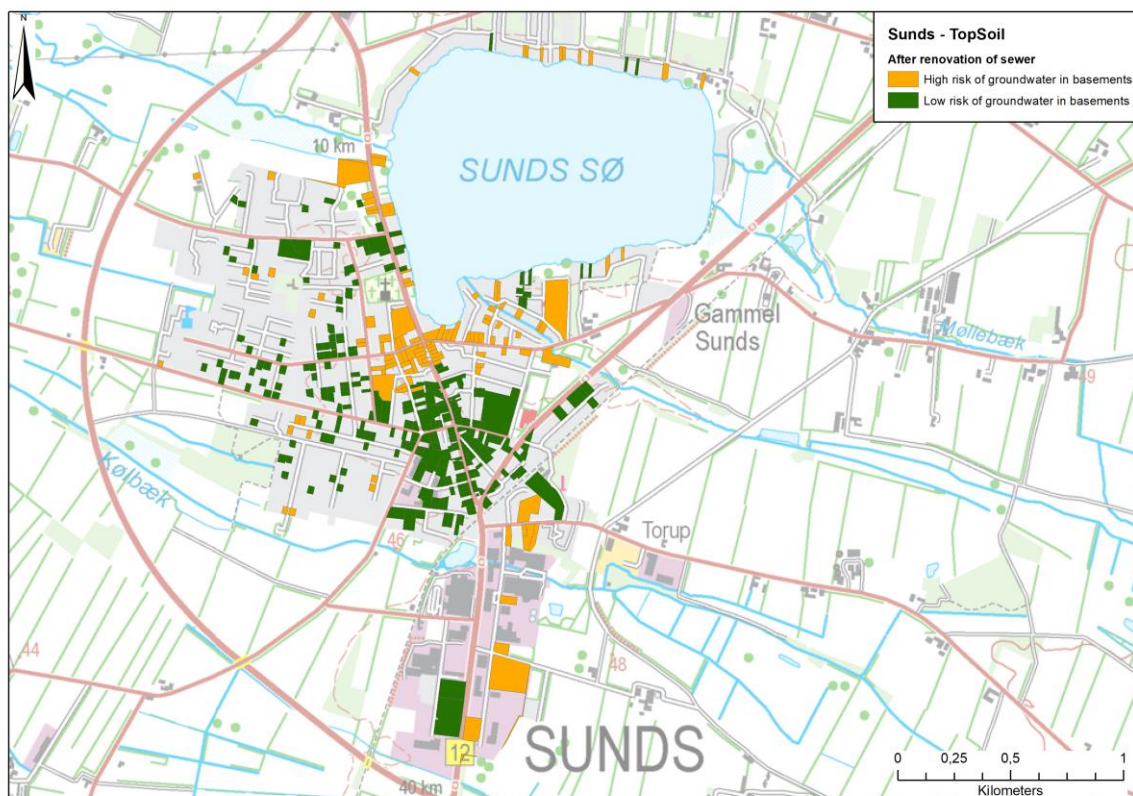 N
Sunds - TopSoil
After renovation of sewer
High risk of groundwater in basements
Low risk of groundwater in basements
10 km
SUNDS SØ
Gammel
Sunds
Møllebæk
49
Kølbæk
46
Torup
44
48
SUNDS
12
40 km
0 0,25 0,5 1
Kilometers